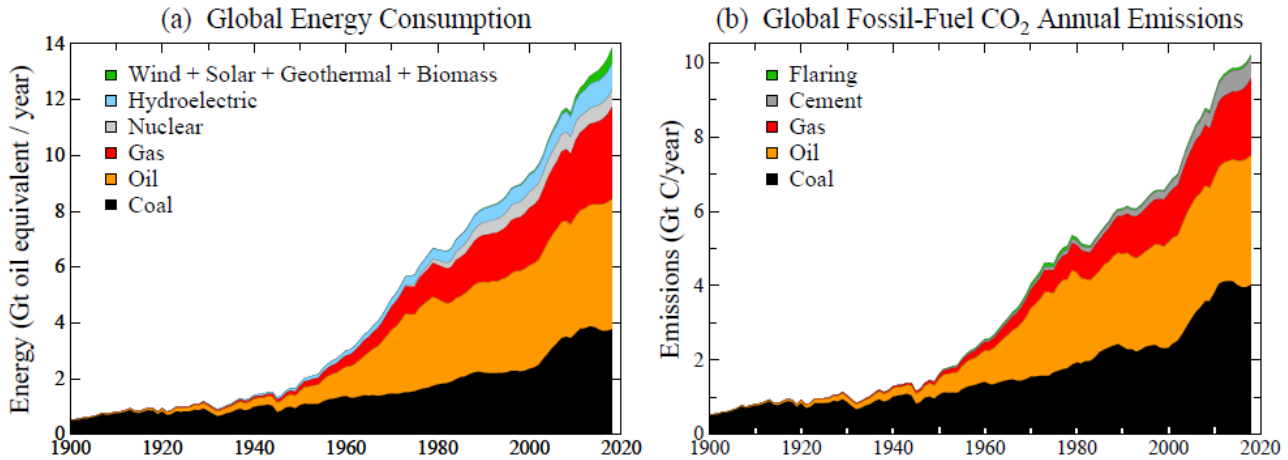 (a) Global Energy Consumption
Energy (Gt oil equivalent / year)
14
12
10
8
6
4
2
0
Wind + Solar + Geothermal + Biomass
Hydroelectric
Nuclear
Gas
Oil
Coal
1900 1920 1940 1960 1980 2000 2020
(b) Global Fossil-Fuel CO₂ Annual Emissions
Emissions (Gt C/year)
10
8
6
4
2
0
Flaring
Cement
Gas
Oil
Coal
1900 1920 1940 1960 1980 2000 2020